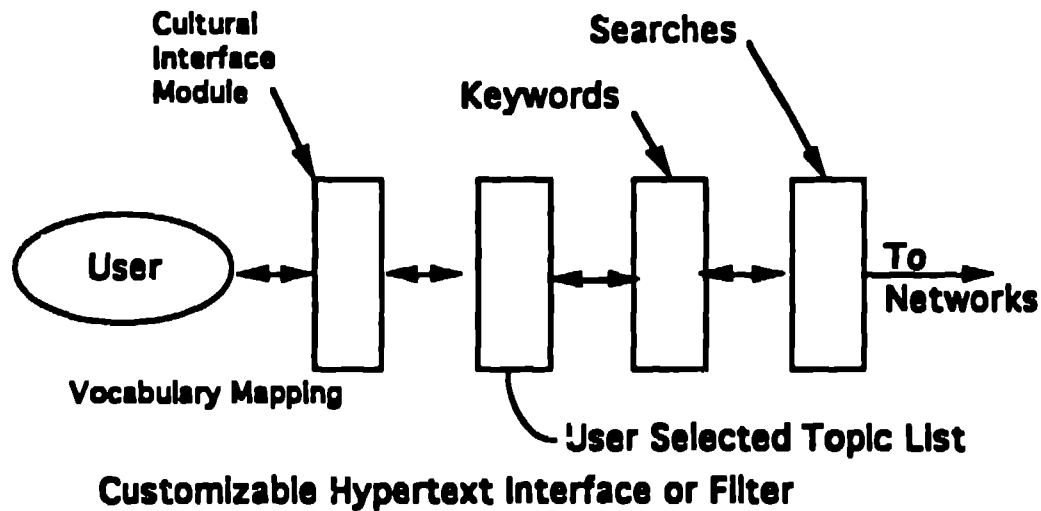 Cultural
Interface
Module
Searches
Keywords
User
To
Networks
Vocabulary Mapping
User Selected Topic List
Customizable Hypertext Interface or Filter